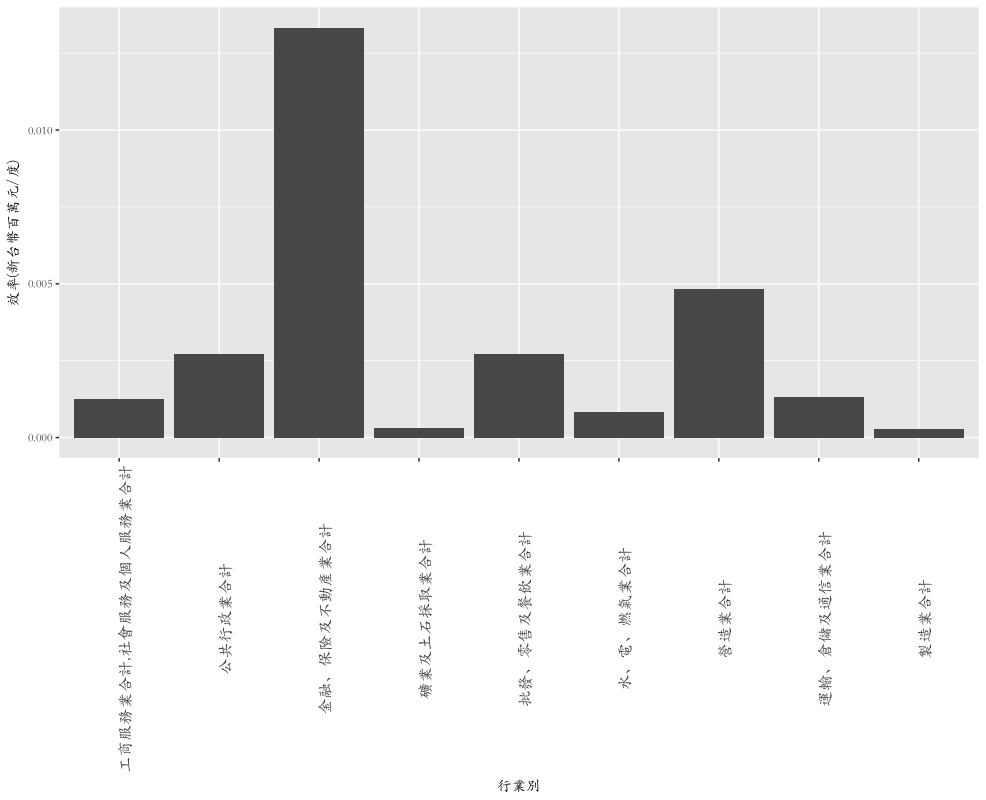 效率(新台幣百萬元/度)
0.010
0.005
0.000
工商服務業合計,社會服務及個人服務業合計
公共行政業合計
金融、保險及不動產業合計
礦業及土石採取業合計
批發、零售及餐飲業合計
水、電、燃氣業合計
營造業合計
運輸、倉儲及通信業合計
製造業合計
行業別